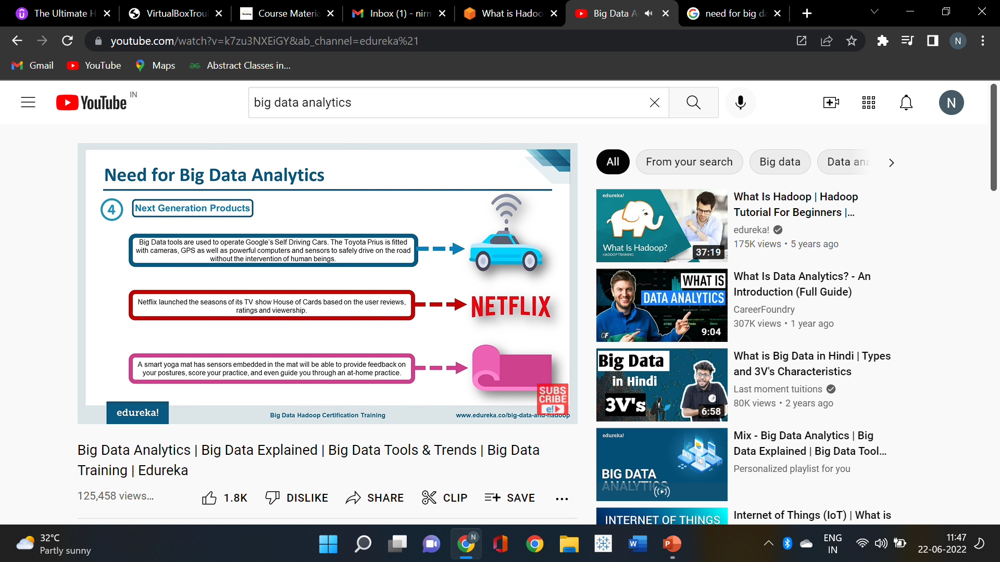 The Ultimate H
VirtualBoxTroul
Course Materia
Inbox (1) - nirm
What is Hadoo
Big Data A
need for big da
youtube.com/watch?v=k7zu3NXEiGY&ab_channel=edureka%21
N
Gmail
YouTube
Maps
Abstract Classes in...
YouTube IN
big data analytics
N
Need for Big Data Analytics
4 Next Generation Products
Big Data tools are used to operate Google's Self Driving Cars. The Toyota Prius is fitted
with cameras, GPS as well as powerful computers and sensors to safely drive on the road
without the intervention of human beings.
Netflix launched the seasons of its TV show House of Cards based on the user reviews,
ratings and viewership.
NETFLIX
A smart yoga mat has sensors embedded in the mat will be able to provide feedback on
your postures, score your practice, and even guide you through an at-home practice.
SUBS
CRIBE
e!
edureka!
Big Data Hadoop Certification Training
www.edureka.co/big-data-and-hadoop
Big Data Analytics | Big Data Explained | Big Data Tools & Trends | Big Data
Training | Edureka
125,458 views...
1.8K
DISLIKE
SHARE
CLIP
SAVE
All
From your search
Big data
Data ana
edureka!
What Is Hadoop?
HADOOP TRAINING
37:19
What Is Hadoop | Hadoop
Tutorial For Beginners |...
edureka!
175K views • 5 years ago
WHAT IS
DATA ANALYTICS
CF
9:04
What Is Data Analytics? - An
Introduction (Full Guide)
CareerFoundry
307K views • 1 year ago
Big Data
in Hindi
3V's
6:58
What is Big Data in Hindi | Types
and 3V's Characteristics
Last moment tuitions
80K views • 2 years ago
edureka!
DATA
BIG DATA
ANALYTICS
Mix - Big Data Analytics | Big
Data Explained | Big Data Tool...
Personalized playlist for you
INTERNET OF THINGS
Internet of Things (IoT) | What is
32°C
Partly sunny
N
W
P
ENG
IN
11:47
22-06-2022